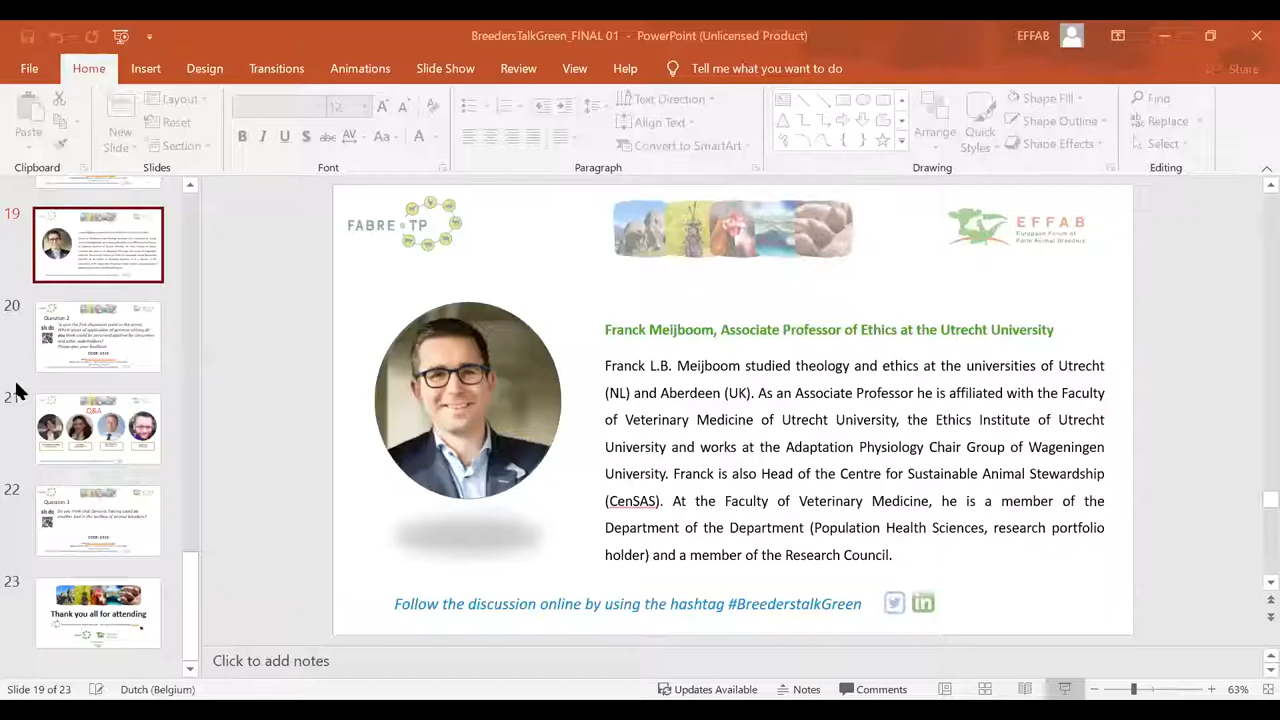 BreedersTalkGreen_FINAL 01 - PowerPoint (Unlicensed Product)
EFFAB
File Home Insert Design Transitions Animations Slide Show Review View Help Tell me what you want to do Share
Paste
New
Slide
Layout
Reset
Section
12
Text Direction
Align Text
Convert to SmartArt
Arrange
Quick
Styles
Shape Fill
Shape Outline
Shape Effects
Find
Replace
Select
Clipboard Slides Font Paragraph Drawing Editing
19
20
Question 2
CODE: 6319
21
Q&A
22
Question 3
23
Thank you all for attending
FABRE TP
EFFAB
European Forum of
Farm Animal Breeders
Franck Meijboom, Associate Professor of Ethics at the Utrecht University
Franck L.B. Meijboom studied theology and ethics at the universities of Utrecht
(NL) and Aberdeen (UK). As an Associate Professor he is affiliated with the Faculty
of Veterinary Medicine of Utrecht University, the Ethics Institute of Utrecht
University and works at the Adaptation Physiology Chair Group of Wageningen
University. Franck is also Head of the Centre for Sustainable Animal Stewardship
(CenSAS). At the Faculty of Veterinary Medicine, he is a member of the
Department of the Department (Population Health Sciences, research portfolio
holder) and a member of the Research Council.
Follow the discussion online by using the hashtag #BreederstalkGreen
Click to add notes
Slide 19 of 23 Dutch (Belgium) Updates Available Notes Comments 63%